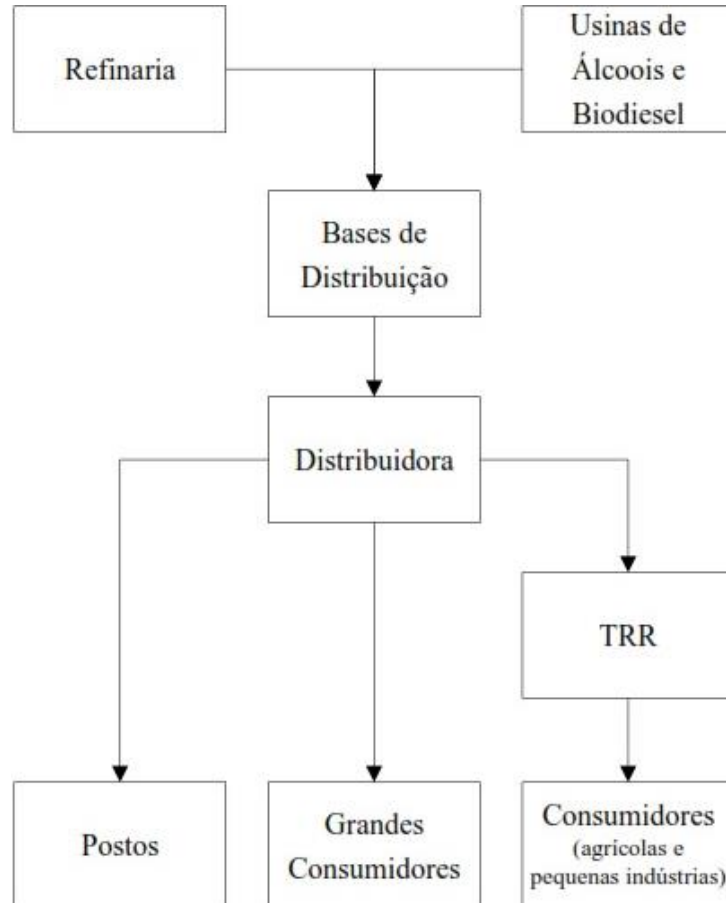 Refinaria
Usinas de
Álcoois e
Biodiesel
Bases de
Distribuição
Distribuidora
TRR
Postos
Grandes
Consumidores
Consumidores
(agrícolas e
pequenas indústrias)